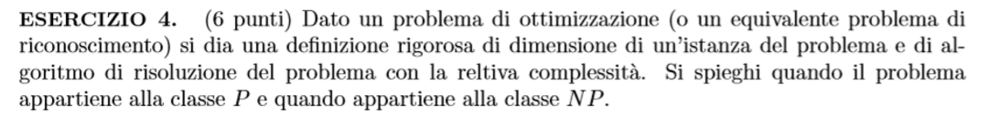 ESERCIZIO 4. (6 punti) Dato un problema di ottimizzazione (o un equivalente problema di
riconoscimento) si dia una definizione rigorosa di dimensione di un'istanza del problema e di al-
goritmo di risoluzione del problema con la reltiva complessità. Si spieghi quando il problema
appartiene alla classe P e quando appartiene alla classe NP.